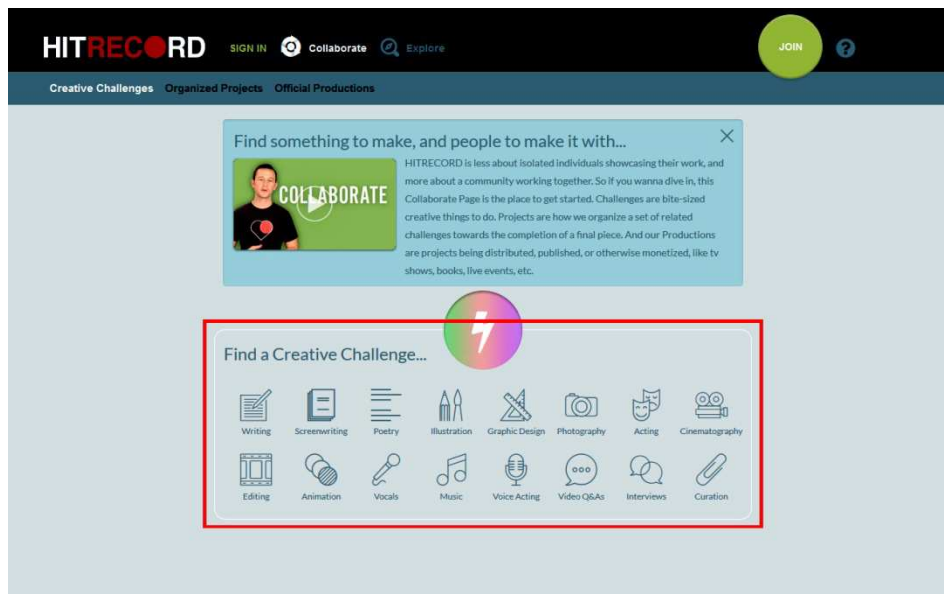 HITRECORD SIGN IN Collaborate Explore JOIN ?
Creative Challenges Organized Projects Official Productions
Find something to make, and people to make it with...
COLLABORATE
HITRECORD is less about isolated individuals showcasing their work, and
more about a community working together. So if you wanna dive in, this
Collaborate Page is the place to get started. Challenges are bite-sized
creative things to do. Projects are how we organize a set of related
challenges towards the completion of a final piece. And our Productions
are projects being distributed, published, or otherwise monetized, like tv
shows, books, live events, etc.
Find a Creative Challenge...
Writing Screenwriting Poetry Illustration Graphic Design Photography Acting Cinematography
Editing Animation Vocals Music Voice Acting Video Q&As Interviews Curation